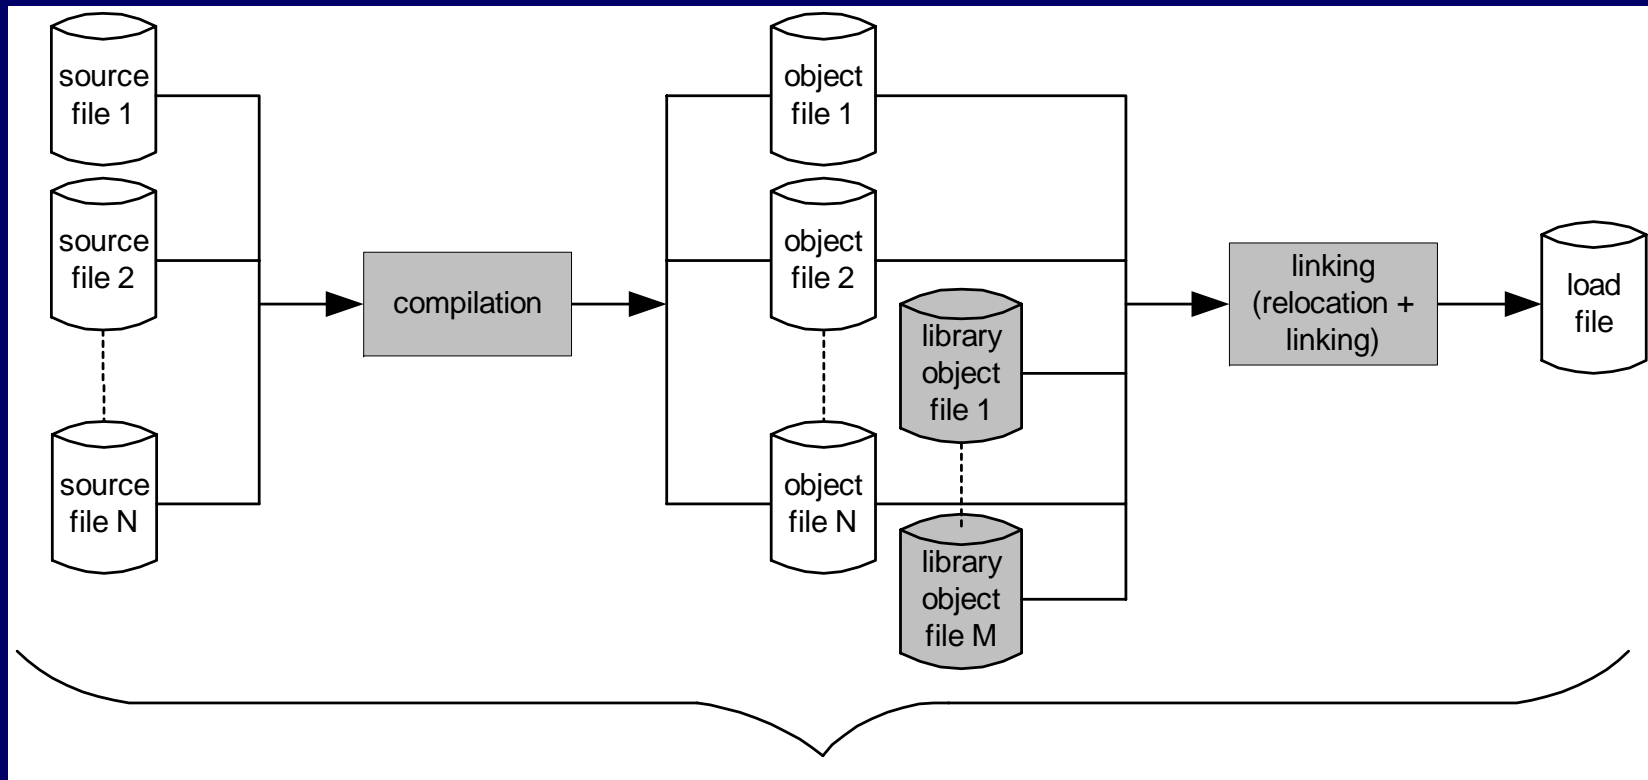 source
file 1
source
file 2
source
file N
compilation
object
file 1
object
file 2
object
file N
library
object
file 1
library
object
file M
linking
(relocation +
linking)
load
file